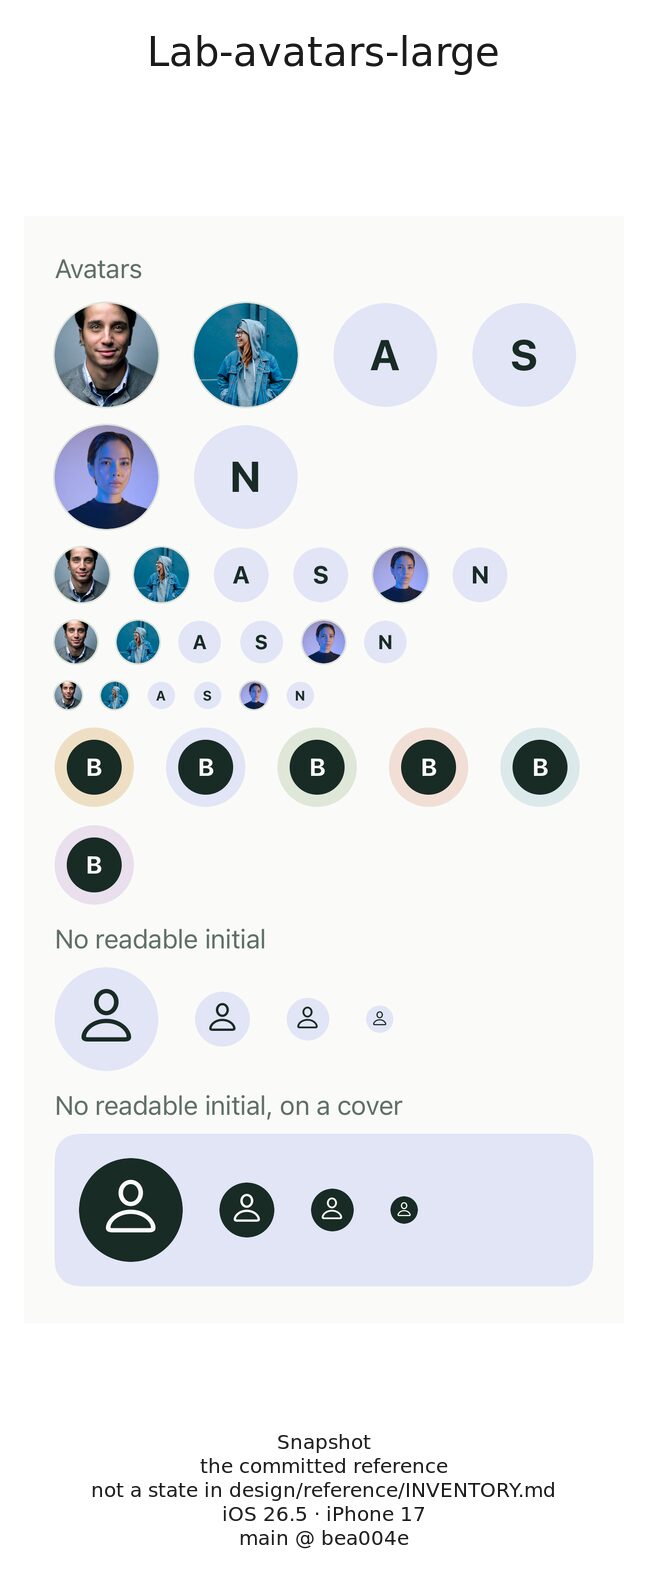 Lab-avatars-large
Avatars
A S
N
A S N
A S N
A S N
B B B B B
B
No readable initial
No readable initial, on a cover
Snapshot
the committed reference
not a state in design/reference/INVENTORY.md
iOS 26.5 · iPhone 17
main @ bea004e